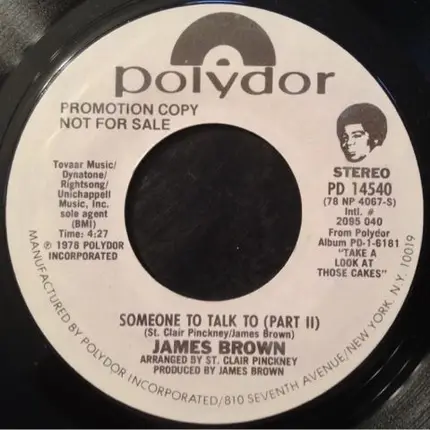 polydor
PROMOTION COPY
NOT FOR SALE
Tovaar Music/
Dynatone/
Rightsong/
Unichappell
Music, Inc.
sole agent
(BMI)
Time: 4:27
℗ 1978 POLYDOR
INCORPORATED
STEREO
PD 14540
(78 NP 4067-S)
Intl. #
2095 040
From Polydor
Album PD-1-6181
"TAKE A
LOOK AT
THOSE CAKES"
SOMEONE TO TALK TO (PART II)
(St. Clair Pinckney/James Brown)
JAMES BROWN
ARRANGED BY ST. CLAIR PINCKNEY
PRODUCED BY JAMES BROWN
MANUFACTURED BY POLYDOR INCORPORATED/810 SEVENTH AVENUE/NEW YORK, N.Y. 10019